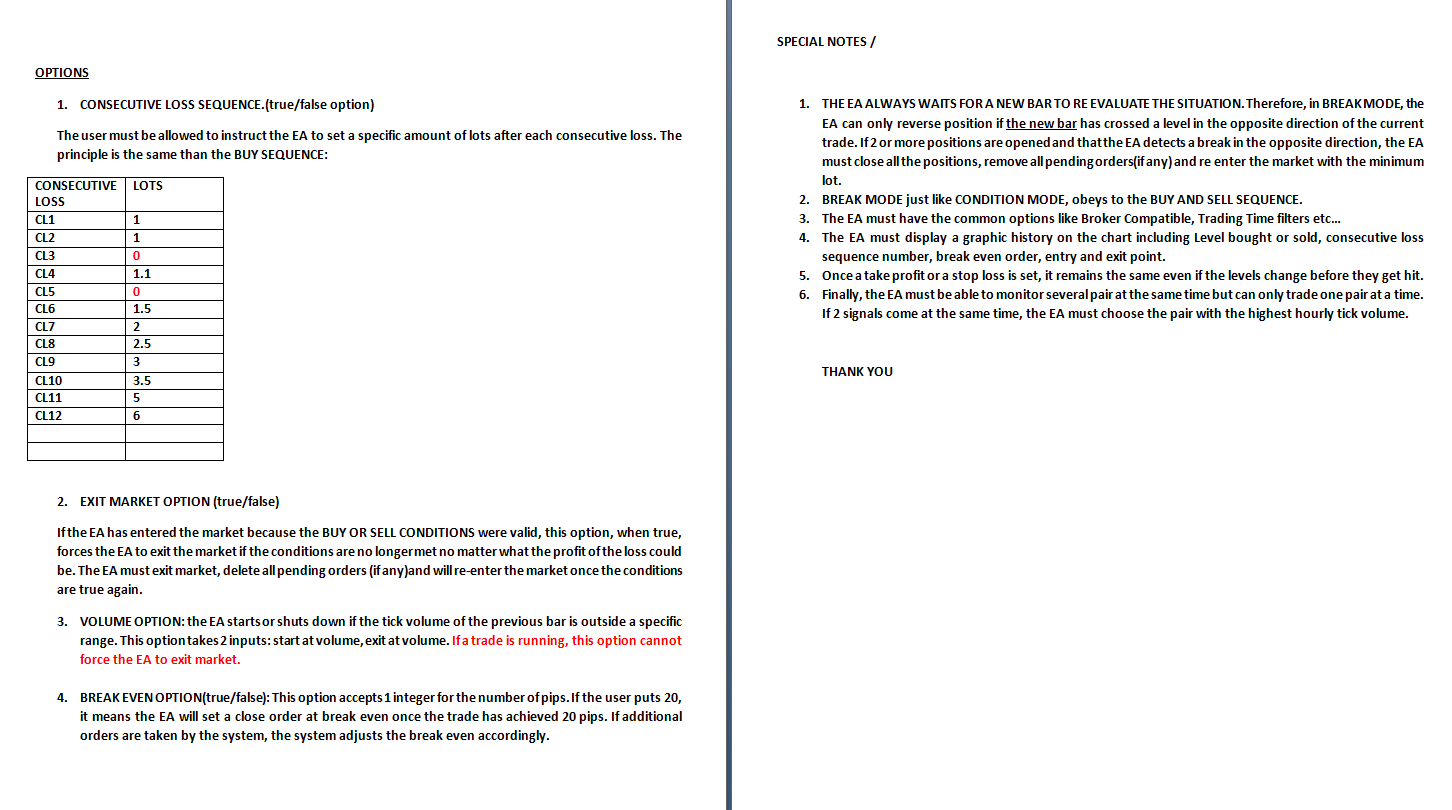 OPTIONS
1. CONSECUTIVE LOSS SEQUENCE.(true/false option)
The user must be allowed to instruct the EA to set a specific amount of lots after each consecutive loss. The
principle is the same than the BUY SEQUENCE:
CONSECUTIVE LOSS LOTS
CL1 1
CL2 1
CL3 0
CL4 1.1
CL5 0
CL6 1.5
CL7 2
CL8 2.5
CL9 3
CL10 3.5
CL11 5
CL12 6
2. EXIT MARKET OPTION (true/false)
If the EA has entered the market because the BUY OR SELL CONDITIONS were valid, this option, when true,
forces the EA to exit the market if the conditions are no longer met no matter what the profit of the loss could
be. The EA must exit market, delete all pending orders (if any)and will re-enter the market once the conditions
are true again.
3. VOLUME OPTION: the EA starts or shuts down if the tick volume of the previous bar is outside a specific
range. This option takes 2 inputs: start at volume, exit at volume. If a trade is running, this option cannot
force the EA to exit market.
4. BREAK EVEN OPTION(true/false): This option accepts 1 integer for the number of pips. If the user puts 20,
it means the EA will set a close order at break even once the trade has achieved 20 pips. If additional
orders are taken by the system, the system adjusts the break even accordingly.
SPECIAL NOTES /
1. THE EA ALWAYS WAITS FOR A NEW BAR TO RE EVALUATE THE SITUATION. Therefore, in BREAK MODE, the
EA can only reverse position if the new bar has crossed a level in the opposite direction of the current
trade. If 2 or more positions are opened and that the EA detects a break in the opposite direction, the EA
must close all the positions, remove all pending orders(if any) and re enter the market with the minimum
lot.
2. BREAK MODE just like CONDITION MODE, obeys to the BUY AND SELL SEQUENCE.
3. The EA must have the common options like Broker Compatible, Trading Time filters etc...
4. The EA must display a graphic history on the chart including Level bought or sold, consecutive loss
sequence number, break even order, entry and exit point.
5. Once a take profit or a stop loss is set, it remains the same even if the levels change before they get hit.
6. Finally, the EA must be able to monitor several pair at the same time but can only trade one pair at a time.
If 2 signals come at the same time, the EA must choose the pair with the highest hourly tick volume.
THANK YOU